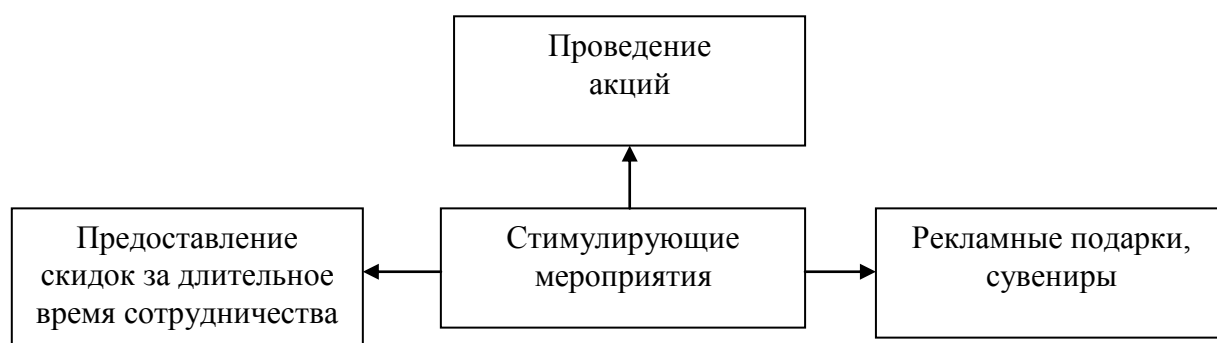 Проведение
акций
Предоставление
скидок за длительное
время сотрудничества
Стимулирующие
мероприятия
Рекламные подарки,
сувениры